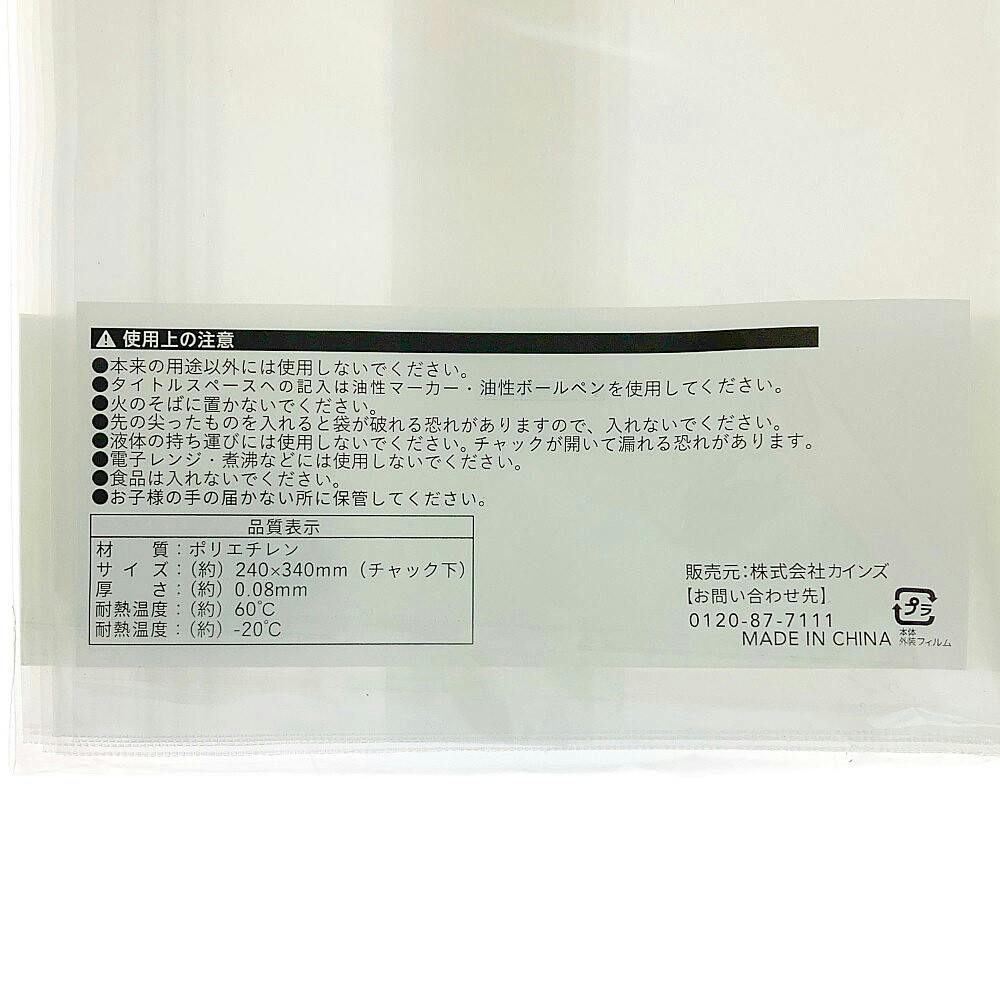 ⚠使用上の注意
●本来の用途以外には使用しないでください。
●タイトルスペースへの記入は油性マーカー・油性ボールペンを使用してください。
●火のそばに置かないでください。
●先の尖ったものを入れると袋が破れる恐れがありますので、入れないでください。
●液体の持ち運びには使用しないでください。チャックが開いて漏れる恐れがあります。
●電子レンジ・煮沸などには使用しないでください。
●食品は入れないでください。
●お子様の手の届かない所に保管してください。
品質表示
材　質：ポリエチレン
サイズ：（約）240×340mm（チャック下）
厚　さ：（約）0.08mm
耐熱温度：（約）60℃
耐熱温度：（約）-20℃
販売元：株式会社カインズ
【お問い合わせ先】
0120-87-7111
MADE IN CHINA
プラ
本体
外装フィルム